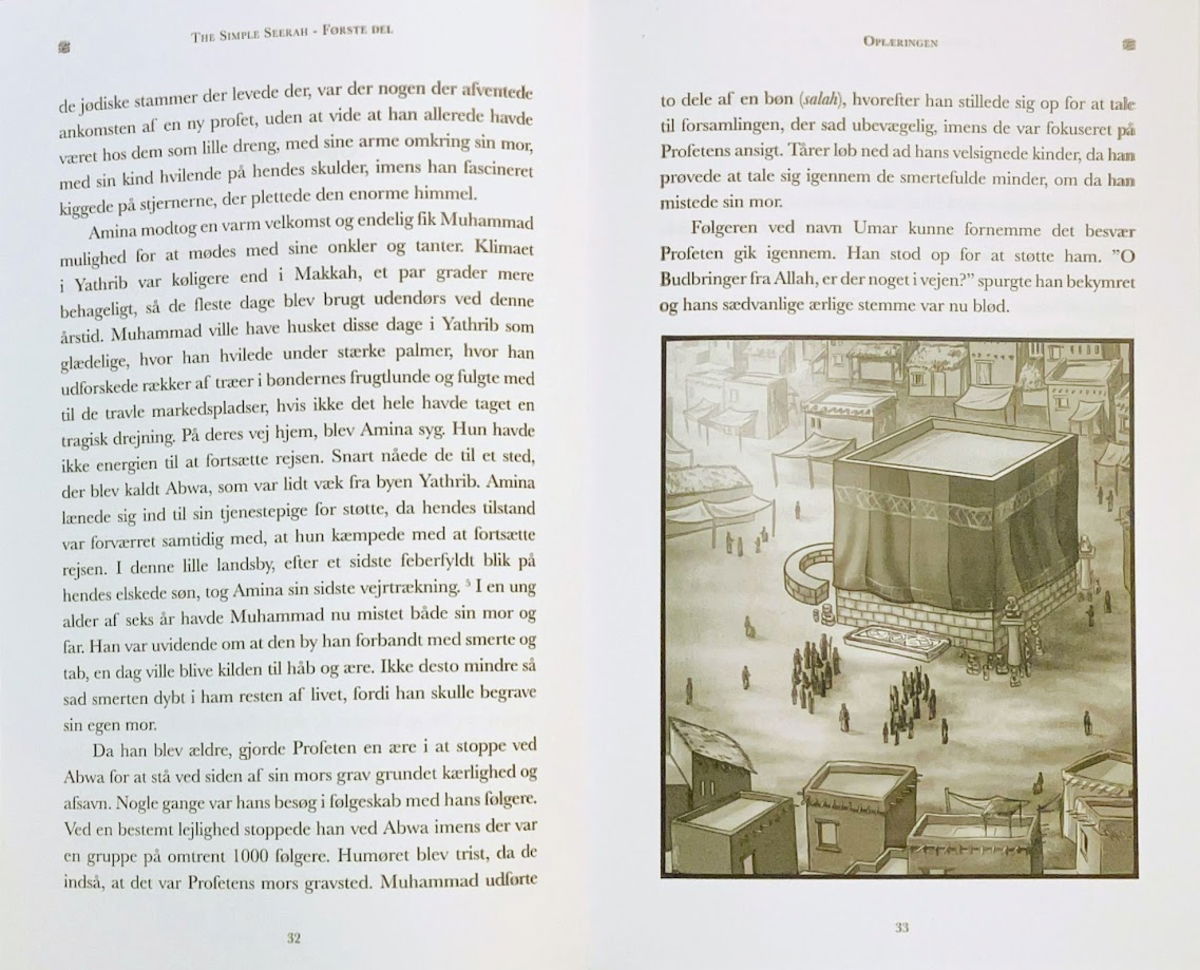 The Simple Seerah - Første del
de jødiske stammer der levede der, var der nogen der afventede
ankomsten af en ny profet, uden at vide at han allerede havde
været hos dem som lille dreng, med sine arme omkring sin mor,
med sin kind hvilende på hendes skulder, imens han fascineret
kiggede på stjernerne, der plettede den enorme himmel.
Amina modtog en varm velkomst og endelig fik Muhammad
mulighed for at mødes med sine onkler og tanter. Klimaet
i Yathrib var køligere end i Makkah, et par grader mere
behageligt, så de fleste dage blev brugt udendørs ved denne
årstid. Muhammad ville have husket disse dage i Yathrib som
glædelige, hvor han hvilede under stærke palmer, hvor han
udforskede rækker af træer i bøndernes frugtlunde og fulgte med
til de travle markedspladser, hvis ikke det hele havde taget en
tragisk drejning. På deres vej hjem, blev Amina syg. Hun havde
ikke energien til at fortsætte rejsen. Snart nåede de til et sted,
der blev kaldt Abwa, som var lidt væk fra byen Yathrib. Amina
lænede sig ind til sin tjenestepige for støtte, da hendes tilstand
var forværret samtidig med, at hun kæmpede med at fortsætte
rejsen. I denne lille landsby, efter et sidste feberfyldt blik på
hendes elskede søn, tog Amina sin sidste vejrtrækning. ⁵ I en ung
alder af seks år havde Muhammad nu mistet både sin mor og
far. Han var uvidende om at den by han forbandt med smerte og
tab, en dag ville blive kilden til håb og ære. Ikke desto mindre så
sad smerten dybt i ham resten af livet, fordi han skulle begrave
sin egen mor.
Da han blev ældre, gjorde Profeten en ære i at stoppe ved
Abwa for at stå ved siden af sin mors grav grundet kærlighed og
afsavn. Nogle gange var hans besøg i følgeskab med hans følgere.
Ved en bestemt lejlighed stoppede han ved Abwa imens der var
en gruppe på omtrent 1000 følgere. Humøret blev trist, da de
indså, at det var Profetens mors gravsted. Muhammad udførte
32
Oplæringen
to dele af en bøn (salah), hvorefter han stillede sig op for at tale
til forsamlingen, der sad ubevægelig, imens de var fokuseret på
Profetens ansigt. Tårer løb ned ad hans velsignede kinder, da han
prøvede at tale sig igennem de smertefulde minder, om da han
mistede sin mor.
Følgeren ved navn Umar kunne fornemme det besvær
Profeten gik igennem. Han stod op for at støtte ham. ”O
Budbringer fra Allah, er der noget i vejen?” spurgte han bekymret
og hans sædvanlige ærlige stemme var nu blød.
33